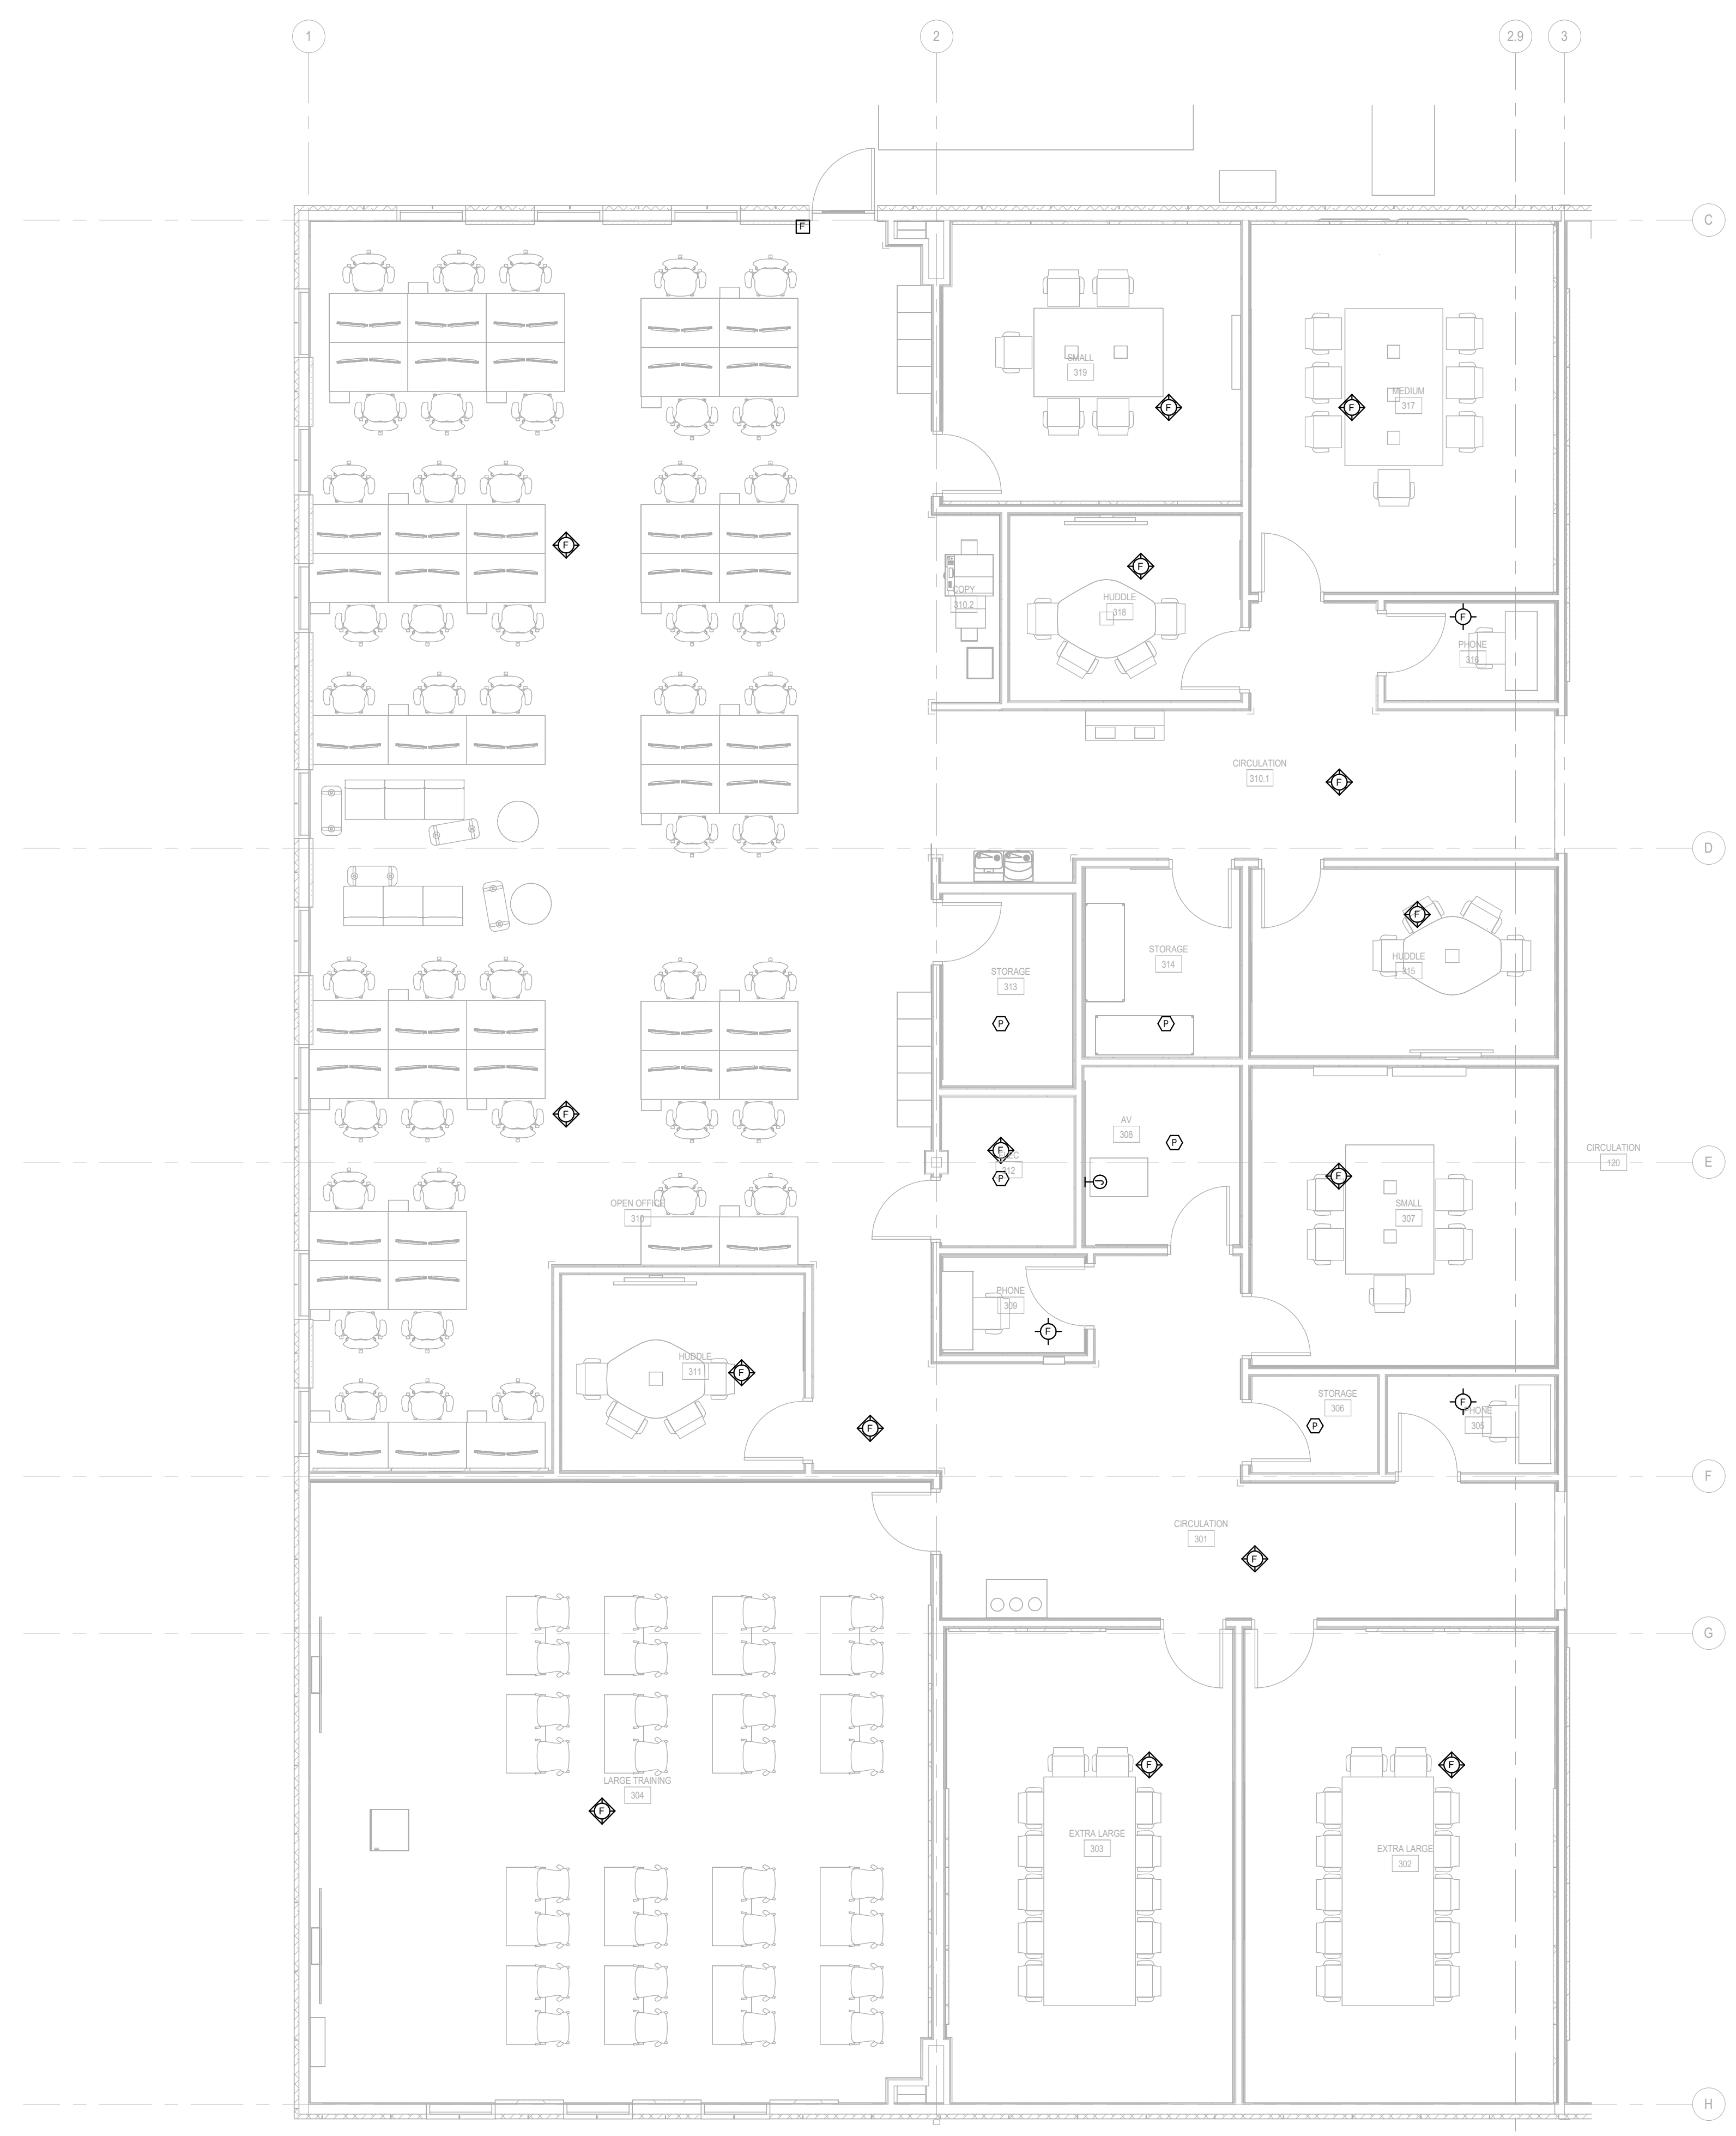 1
2
2.9
3
C
F
SMALL
319
MEDIUM
317
F
F
F
F
COPY
310.2
HUDDLE
318
F
PHONE
316
CIRCULATION
310.1
F
D
F
STORAGE
313
STORAGE
314
HUDDLE
315
P
P
F
AV
308
P
F
312
P
J
F
SMALL
307
CIRCULATION
120
E
OPEN OFFICE
310
PHONE
309
F
HUDDLE
311
F
F
STORAGE
306
P
F
PHONE
305
F
CIRCULATION
301
F
G
F
F
LARGE TRAINING
304
F
EXTRA LARGE
303
EXTRA LARGE
302
H